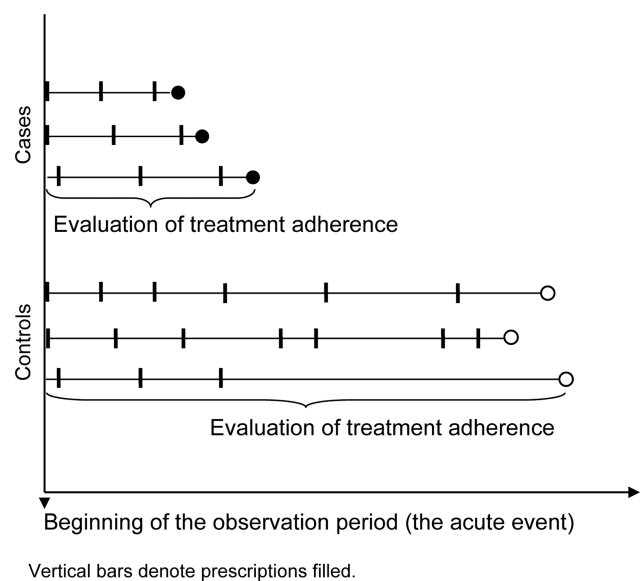 Cases
Evaluation of treatment adherence
Controls
Evaluation of treatment adherence
Beginning of the observation period (the acute event)
Vertical bars denote prescriptions filled.